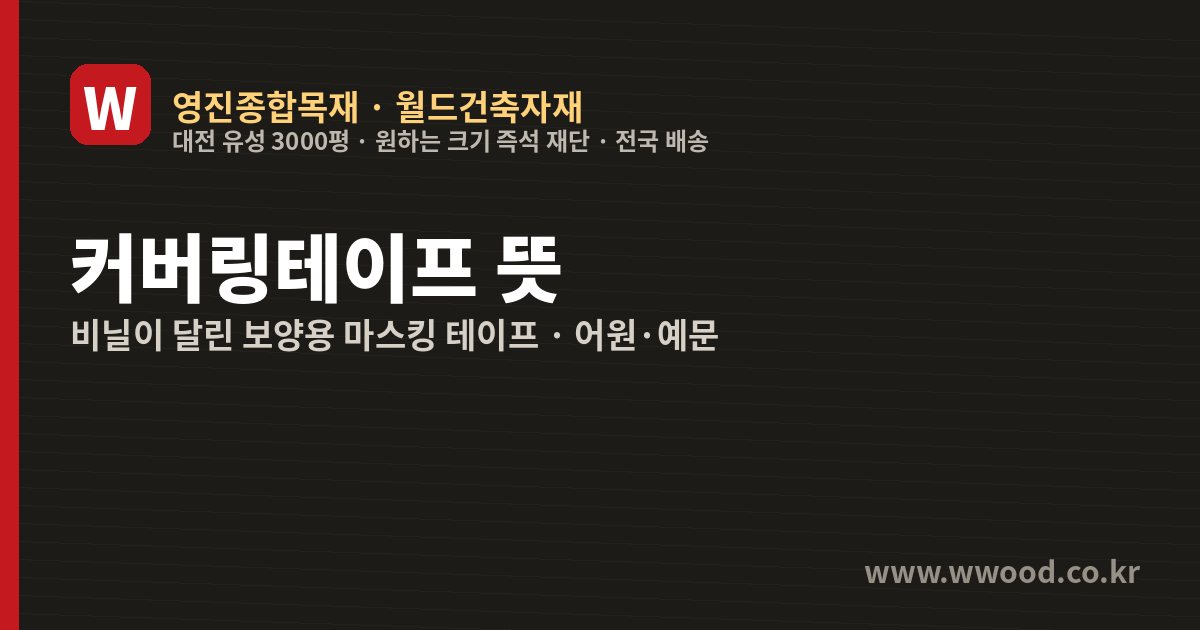 W
영진종합목재 · 월드건축자재
대전 유성 3000평 · 원하는 크기 즉석 재단 · 전국 배송
커버링테이프 뜻
비닐이 달린 보양용 마스킹 테이프 · 어원·예문
www.wwood.co.kr